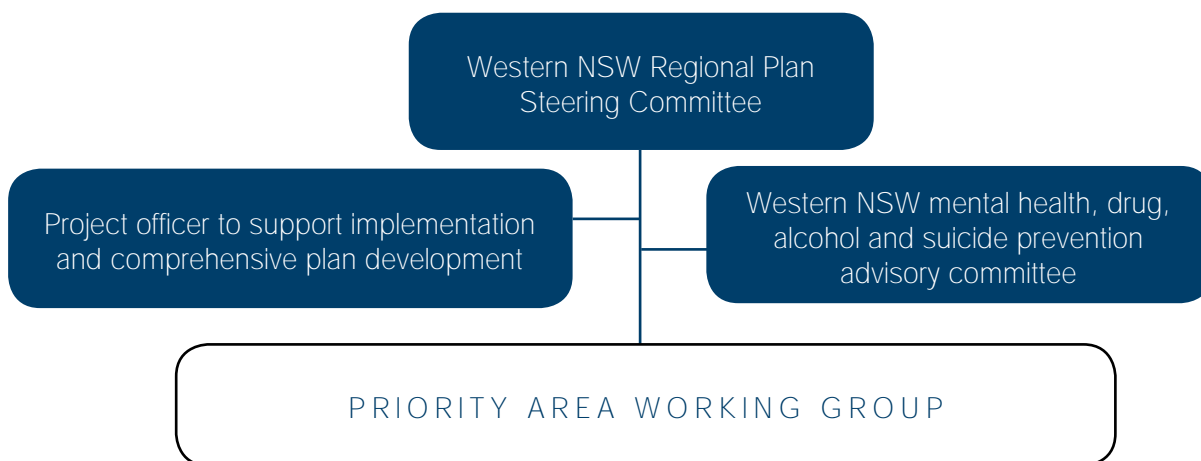 Western NSW Regional Plan
Steering Committee
Project officer to support implementation
and comprehensive plan development
Western NSW mental health, drug,
alcohol and suicide prevention
advisory committee
PRIORITY AREA WORKING GROUP